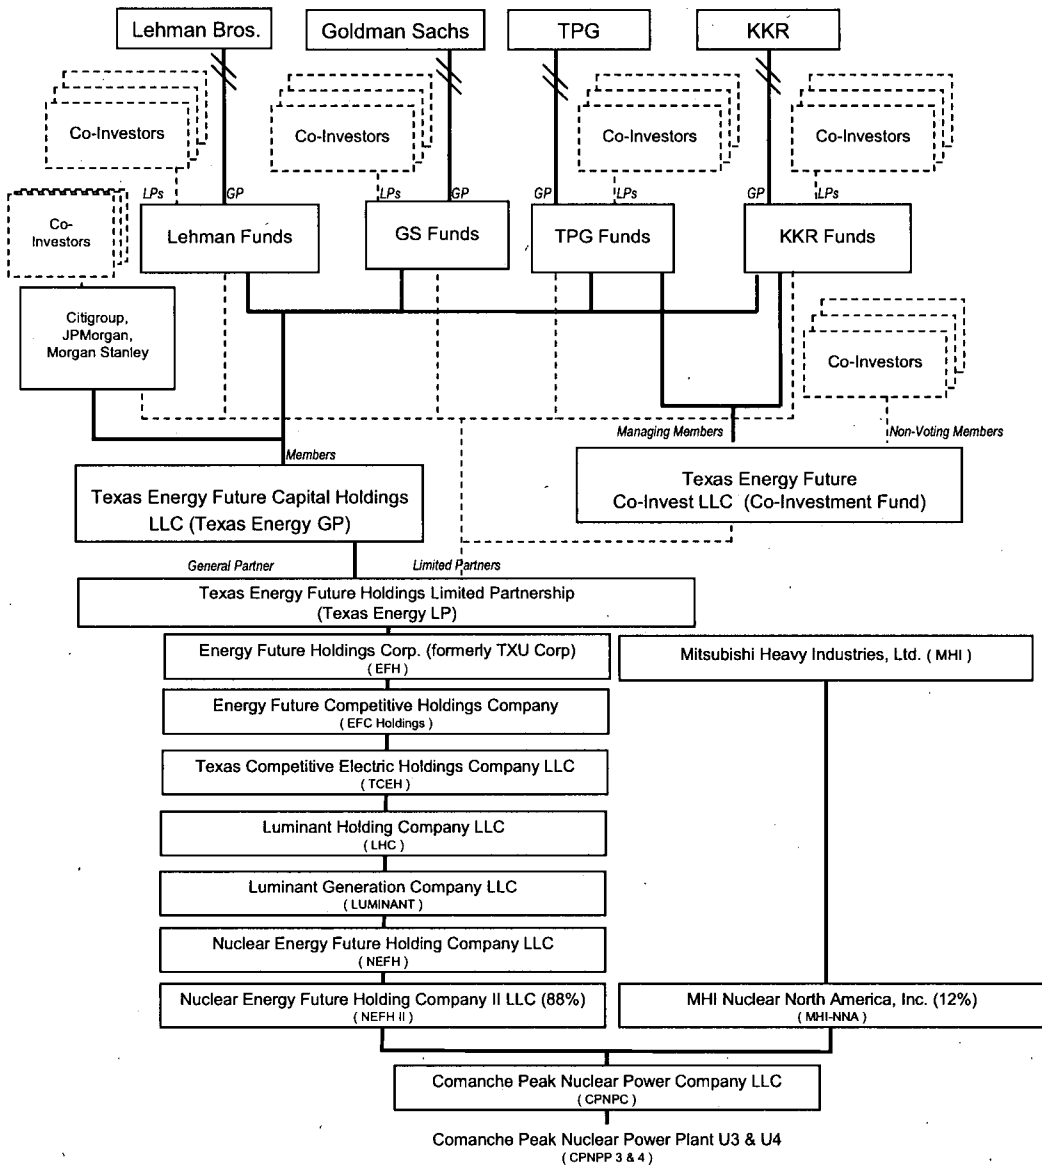 Lehman Bros.
Goldman Sachs
TPG
KKR
Co-Investors
Co-Investors
Co-Investors
Co-Investors
LPs
GP
LPs
GP
GP
LPs
GP
LPs
Co-
Investors
Lehman Funds
GS Funds
TPG Funds
KKR Funds
Citigroup,
JPMorgan,
Morgan Stanley
Co-Investors
Managing Members
Non-Voting Members
Members
Texas Energy Future Capital Holdings
LLC (Texas Energy GP)
Texas Energy Future
Co-Invest LLC (Co-Investment Fund)
General Partner
Limited Partners
Texas Energy Future Holdings Limited Partnership
(Texas Energy LP)
Energy Future Holdings Corp. (formerly TXU Corp)
( EFH )
Mitsubishi Heavy Industries, Ltd. ( MHI )
Energy Future Competitive Holdings Company
( EFC Holdings )
Texas Competitive Electric Holdings Company LLC
( TCEH )
Luminant Holding Company LLC
( LHC )
Luminant Generation Company LLC
( LUMINANT )
Nuclear Energy Future Holding Company LLC
( NEFH )
Nuclear Energy Future Holding Company II LLC (88%)
( NEFH II )
MHI Nuclear North America, Inc. (12%)
( MHI-NNA )
Comanche Peak Nuclear Power Company LLC
( CPNPC )
Comanche Peak Nuclear Power Plant U3 & U4
( CPNPP 3 & 4 )